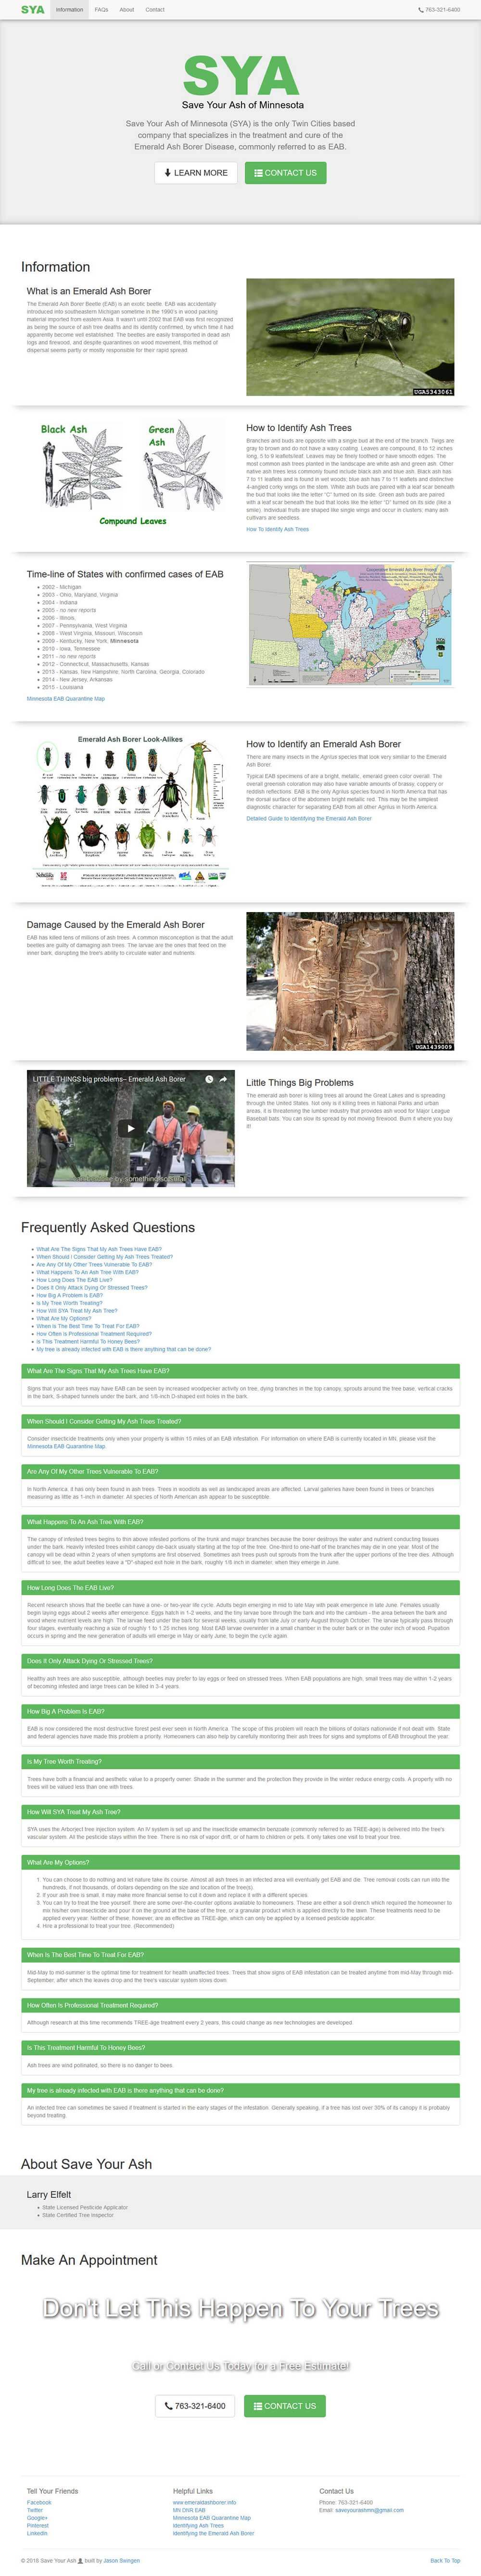 SYA Information FAQs About Contact 763-321-6400
SYA
Save Your Ash of Minnesota
Save Your Ash of Minnesota (SYA) is the only Twin Cities based
company that specializes in the treatment and cure of the
Emerald Ash Borer Disease, commonly referred to as EAB.
LEARN MORE CONTACT US
Information
What is an Emerald Ash Borer
The Emerald Ash Borer Beetle (EAB) is an exotic beetle. EAB was accidentally
introduced into southeastern Michigan sometime in the 1990's in wood packing
material imported from eastern Asia. It wasn't until 2002 that EAB was first recognized
as being the source of ash tree deaths and its identity confirmed, by which time it had
apparently become well established. The beetles are easily transported in dead ash
logs and firewood, and despite quarantines on wood movement, this method of
dispersal seems partly or mostly responsible for their rapid spread.
UGA5343061
Black Ash
Green
Ash
Compound Leaves
How to Identify Ash Trees
Branches and buds are opposite with a single bud at the end of the branch. Twigs are
gray to brown and do not have a waxy coating. Leaves are compound, 8 to 12 inches
long, 5 to 9 leaflets/leaf. Leaves may be finely toothed or have smooth edges. The
most common ash trees planted in the landscape are white ash and green ash. Other
native ash trees less commonly found include black ash and blue ash. Black ash has
7 to 11 leaflets and is found in wet woods; blue ash has 7 to 11 leaflets and distinctive
4-angled corky wings on the stem. White ash buds are paired with a leaf scar beneath
the bud that looks like the letter "C" turned on its side. Green ash buds are paired
with a leaf scar beneath the bud that looks like the letter "D" turned on its side (like a
smile). Individual fruits are shaped like single wings and occur in clusters; many ash
cultivars are seedless.
How To Identify Ash Trees
Time-line of States with confirmed cases of EAB
2002 - Michigan
2003 - Ohio, Maryland, Virginia
2004 - Indiana
2005 - no new reports
2006 - Illinois
2007 - Pennsylvania, West Virginia
2008 - West Virginia, Missouri, Wisconsin
2009 - Kentucky, New York, Minnesota
2010 - Iowa, Tennessee
2011 - no new reports
2012 - Connecticut, Massachusetts, Kansas
2013 - Kansas, New Hampshire, North Carolina, Georgia, Colorado
2014 - New Jersey, Arkansas
2015 - Louisiana
Minnesota EAB Quarantine Map
Cooperative Emerald Ash Borer Project
Emerald Ash Borer Look-Alikes
How to Identify an Emerald Ash Borer
There are many insects in the Agrilus species that look very similar to the Emerald
Ash Borer.
Typical EAB specimens of are a bright, metallic, emerald green color overall. The
overall greenish coloration may also have variable amounts of brassy, coppery or
reddish reflections. EAB is the only Agrilus species found in North America that has
the dorsal surface of the abdomen bright metallic red. This may be the simplest
diagnostic character for separating EAB from all other Agrilus in North America.
Detailed Guide to Identifying the Emerald Ash Borer
Damage Caused by the Emerald Ash Borer
EAB has killed tens of millions of ash trees. A common misconception is that the adult
beetles are guilty of damaging ash trees. The larvae are the ones that feed on the
inner bark, disrupting the tree's ability to circulate water and nutrients.
UGA1439009
LITTLE THINGS big problems– Emerald Ash Borer
Little Things Big Problems
The emerald ash borer is killing trees all around the Great Lakes and is spreading
through the United States. Not only is it killing trees in National Parks and urban
areas, it is threatening the lumber industry that provides ash wood for Major League
Baseball bats. You can slow its spread by not moving firewood. Burn it where you buy
it!
Frequently Asked Questions
What Are The Signs That My Ash Trees Have EAB?
When Should I Consider Getting My Ash Trees Treated?
Are Any Of My Other Trees Vulnerable To EAB?
What Happens To An Ash Tree With EAB?
How Long Does The EAB Live?
Does It Only Attack Dying Or Stressed Trees?
How Big A Problem Is EAB?
Is My Tree Worth Treating?
How Will SYA Treat My Ash Tree?
What Are My Options?
When Is The Best Time To Treat For EAB?
How Often is Professional Treatment Required?
Is This Treatment Harmful To Honey Bees?
My tree is already infected with EAB is there anything that can be done?
What Are The Signs That My Ash Trees Have EAB?
Signs that your ash trees may have EAB can be seen by increased woodpecker activity on tree, dying branches in the top canopy, sprouts around the tree base, vertical cracks
in the bark, S-shaped tunnels under the bark, and 1/8-inch D-shaped exit holes in the bark.
When Should I Consider Getting My Ash Trees Treated?
Consider insecticide treatments only when your property is within 15 miles of an EAB infestation. For information on where EAB is currently located in MN, please visit the
Minnesota EAB Quarantine Map.
Are Any Of My Other Trees Vulnerable To EAB?
In North America, it has only been found in ash trees. Trees in woodlots as well as landscaped areas are affected. Larval galleries have been found in trees or branches
measuring as little as 1-inch in diameter. All species of North American ash appear to be susceptible.
What Happens To An Ash Tree With EAB?
The canopy of infested trees begins to thin above infested portions of the trunk and major branches because the borer destroys the water and nutrient conducting tissues
under the bark. Heavily infested trees exhibit canopy die-back usually starting at the top of the tree. One-third to one-half of the branches may die in one year. Most of the
canopy will be dead within 2 years of when symptoms are first observed. Sometimes ash trees push out sprouts from the trunk after the upper portions of the tree dies. Although
difficult to see, the adult beetles leave a "D"-shaped exit hole in the bark, roughly 1/8 inch in diameter, when they emerge in June.
How Long Does The EAB Live?
Recent research shows that the beetle can have a one- or two-year life cycle. Adults begin emerging in mid to late May with peak emergence in late June. Females usually
begin laying eggs about 2 weeks after emergence. Eggs hatch in 1-2 weeks, and the tiny larvae bore through the bark and into the cambium - the area between the bark and
wood where nutrient levels are high. The larvae feed under the bark for several weeks, usually from late July or early August through October. The larvae typically pass through
four stages, eventually reaching a size of roughly 1 to 1.25 inches long. Most EAB larvae overwinter in a small chamber in the outer bark or in the outer inch of wood. Pupation
occurs in spring and the new generation of adults will emerge in May or early June, to begin the cycle again.
Does It Only Attack Dying Or Stressed Trees?
Healthy ash trees are also susceptible, although beetles may prefer to lay eggs or feed on stressed trees. When EAB populations are high, small trees may die within 1-2 years
of becoming infested and large trees can be killed in 3-4 years.
How Big A Problem Is EAB?
EAB is now considered the most destructive forest pest ever seen in North America. The scope of this problem will reach the billions of dollars nationwide if not dealt with. State
and federal agencies have made this problem a priority. Homeowners can also help by carefully monitoring their ash trees for signs and symptoms of EAB throughout the year.
Is My Tree Worth Treating?
Trees have both a financial and aesthetic value to a property owner. Shade in the summer and the protection they provide in the winter reduce energy costs. A property with no
trees will be valued less than one with trees.
How Will SYA Treat My Ash Tree?
SYA uses the Arborject tree injection system. An IV system is set up and the insecticide emamectin benzoate (commonly referred to as TREE-äge) is delivered into the tree's
vascular system. All the pesticide stays within the tree. There is no risk of vapor drift, or of harm to children or pets. It only takes one visit to treat your tree.
What Are My Options?
1. You can choose to do nothing and let nature take its course. Almost all ash trees in an infected area will eventually get EAB and die. Tree removal costs can run into the
hundreds, if not thousands, of dollars depending on the size and location of the tree(s).
2. If your ash tree is small, it may make more financial sense to cut it down and replace it with a different species.
3. You can try to treat the tree yourself. there are some over-the-counter options available to homeowners. These are either a soil drench which required the homeowner to
mix his/her own insecticide and pour it on the ground at the base of the tree, or a granular product which is applied directly to the lawn. These treatments need to be
applied every year. Neither of these, however, are as effective as TREE-äge, which can only be applied by a licensed pesticide applicator.
4. Hire a professional to treat your tree. (Recommended)
When Is The Best Time To Treat For EAB?
Mid-May to mid-summer is the optimal time for treatment for health unaffected trees. Trees that show signs of EAB infestation can be treated anytime from mid-May through mid-
September, after which the leaves drop and the tree's vascular system slows down.
How Often Is Professional Treatment Required?
Although research at this time recommends TREE-äge treatment every 2 years, this could change as new technologies are developed.
Is This Treatment Harmful To Honey Bees?
Ash trees are wind pollinated, so there is no danger to bees.
My tree is already infected with EAB is there anything that can be done?
An infected tree can sometimes be saved if treatment is started in the early stages of the infestation. Generally speaking, if a tree has lost over 30% of its canopy it is probably
beyond treating.
About Save Your Ash
Larry Elfelt
State Licensed Pesticide Applicator
State Certified Tree Inspector
Make An Appointment
Don't Let This Happen To Your Trees
Call or Contact Us Today for a Free Estimate!
763-321-6400 CONTACT US
Tell Your Friends
Facebook
Twitter
Google+
Pinterest
Linkedin
Helpful Links
www.emeraldashborer.info
MN DNR EAB
Minnesota EAB Quarantine Map
Identifying Ash Trees
Identifying the Emerald Ash Borer
Contact Us
Phone: 763-321-6400
Email: saveyourashmn@gmail.com
© 2016 Save Your Ash built by Jason Swingen Back To Top